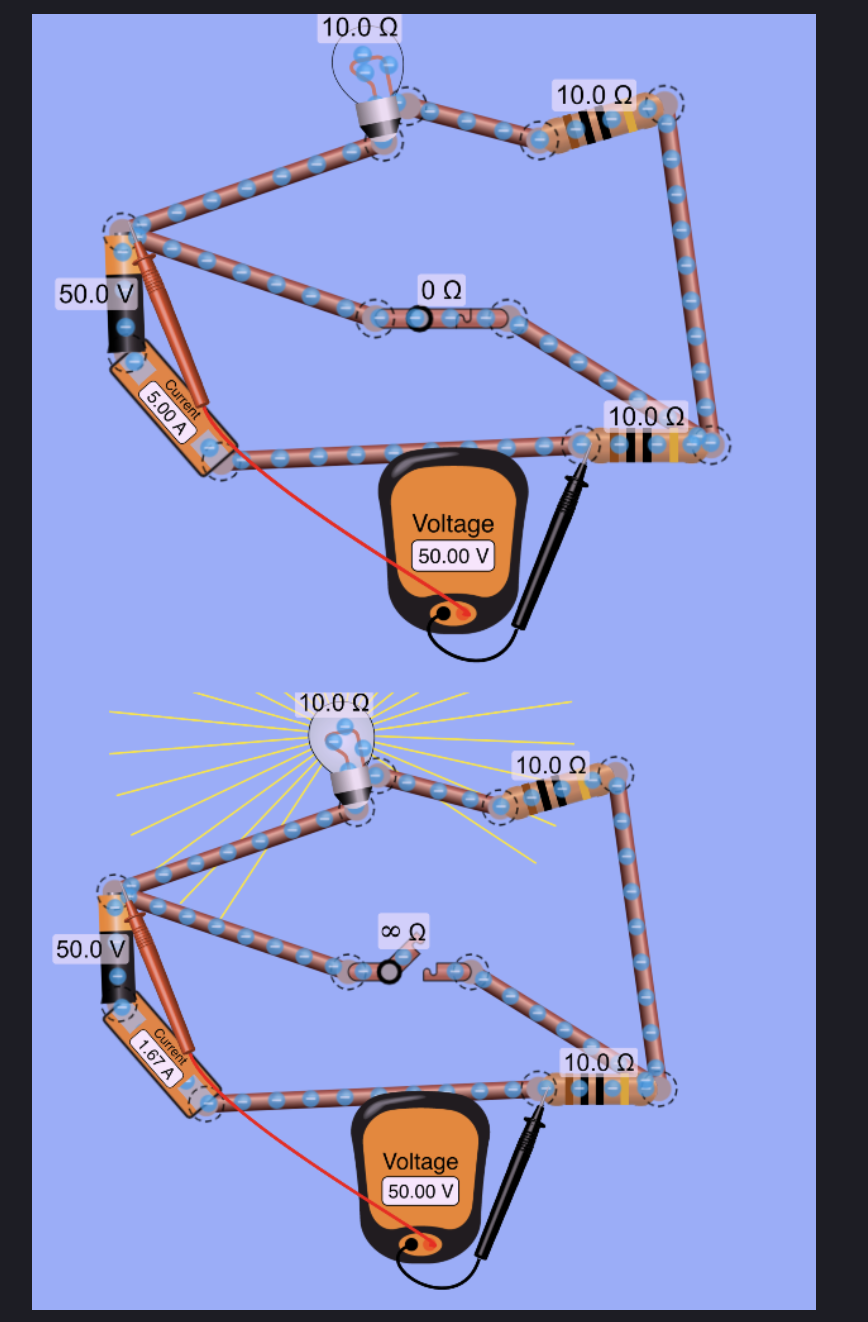 10.0 Ω
10.0 Ω
50.0 V
0 Ω
Current
5.00 A
10.0 Ω
Voltage
50.00 V
10.0 Ω
10.0 Ω
∞ Ω
50.0 V
Current
1.67 A
10.0 Ω
Voltage
50.00 V